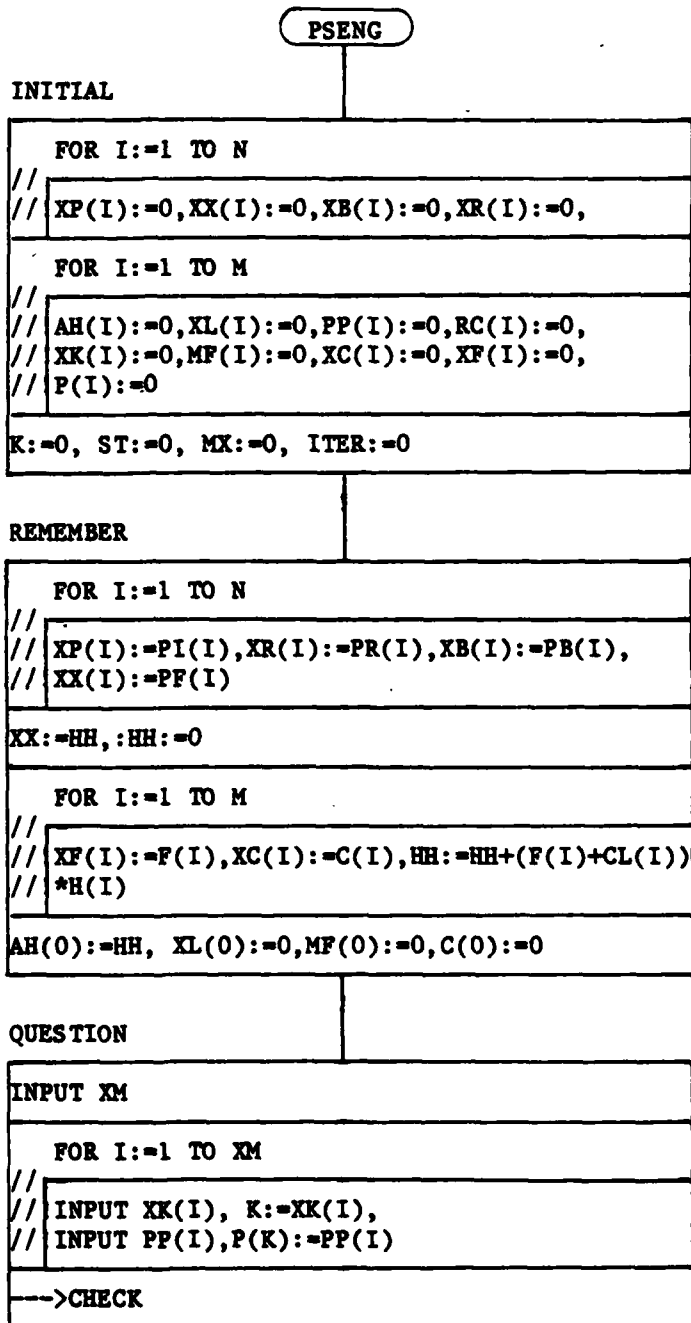 PSENG
INITIAL
FOR I:=1 TO N
//
// XP(I):=0,XX(I):=0,XB(I):=0,XR(I):=0,
FOR I:=1 TO M
//
// AH(I):=0,XL(I):=0,PP(I):=0,RC(I):=0,
// XK(I):=0,MF(I):=0,XC(I):=0,XF(I):=0,
// P(I):=0
K:=0, ST:=0, MX:=0, ITER:=0
REMEMBER
FOR I:=1 TO N
//
// XP(I):=PI(I),XR(I):=PR(I),XB(I):=PB(I),
// XX(I):=PF(I)
XX:=HH,:HH:=0
FOR I:=1 TO M
//
// XF(I):=F(I),XC(I):=C(I),HH:=HH+(F(I)+CL(I))
// *H(I)
AH(0):=HH, XL(0):=0,MF(0):=0,C(0):=0
QUESTION
INPUT XM
FOR I:=1 TO XM
//
// INPUT XK(I), K:=XK(I),
// INPUT PP(I),P(K):=PP(I)
--->CHECK